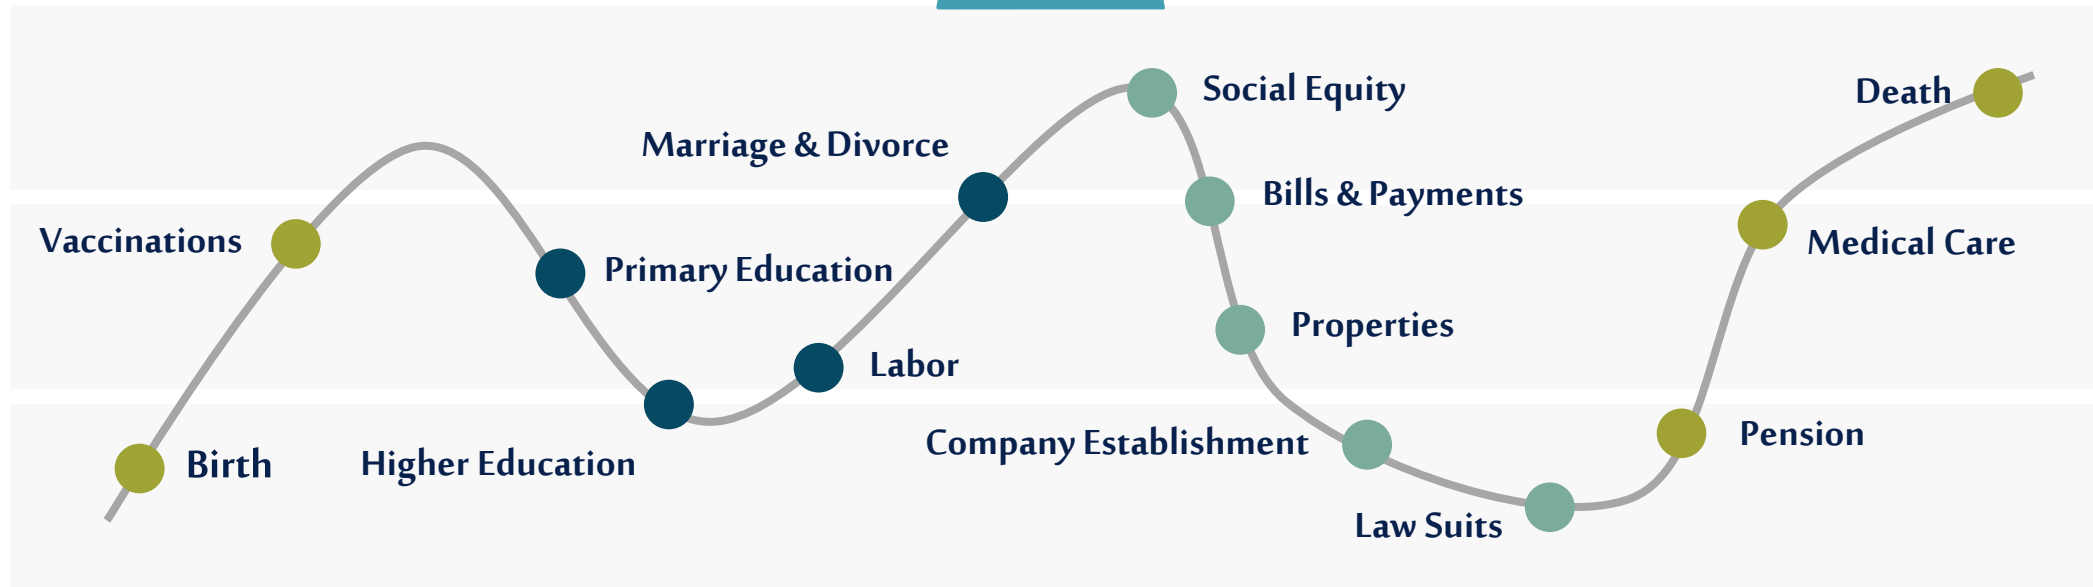 Birth
Vaccinations
Primary Education
Higher Education
Labor
Marriage & Divorce
Social Equity
Bills & Payments
Properties
Company Establishment
Law Suits
Pension
Medical Care
Death